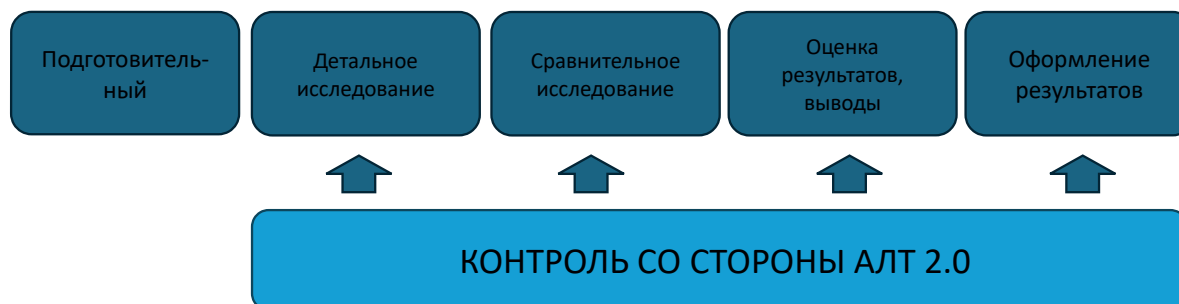 Подготовитель-
ный
Детальное
исследование
Сравнительное
исследование
Оценка
результатов,
выводы
Оформление
результатов
КОНТРОЛЬ СО СТОРОНЫ АЛТ 2.0